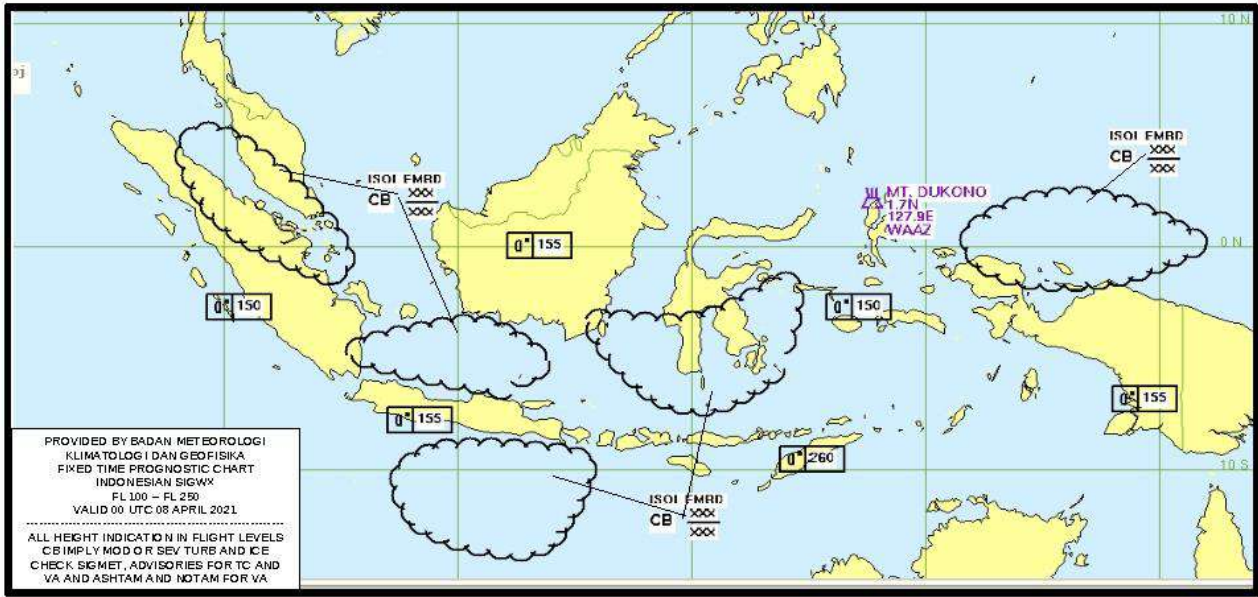 10 N
ISOL EMBD
CB XXX
XXX
ISOL EMBD
CB XXX
XXX
MT. DUKONO
1.7N
127.9E
WAAZ
0 N
0° 155
0° 150
0° 150
0° 155
0° 155
0° 260
10 S
ISOL EMBD
CB XXX
XXX
PROVIDED BY BADAN METEOROLOGI
KLIMATOLOGI DAN GEOFISIKA
FIXED TIME PROGNOSTIC CHART
INDONESIAN SIGWX
FL 100 – FL 250
VALID 00 UTC 08 APRIL 2021
ALL HEIGHT INDICATION IN FLIGHT LEVELS
CB IMPLY MOD OR SEV TURB AND ICE
CHECK SIGMET, ADVISORIES FOR TC AND
VA AND ASHTAM AND NOTAM FOR VA